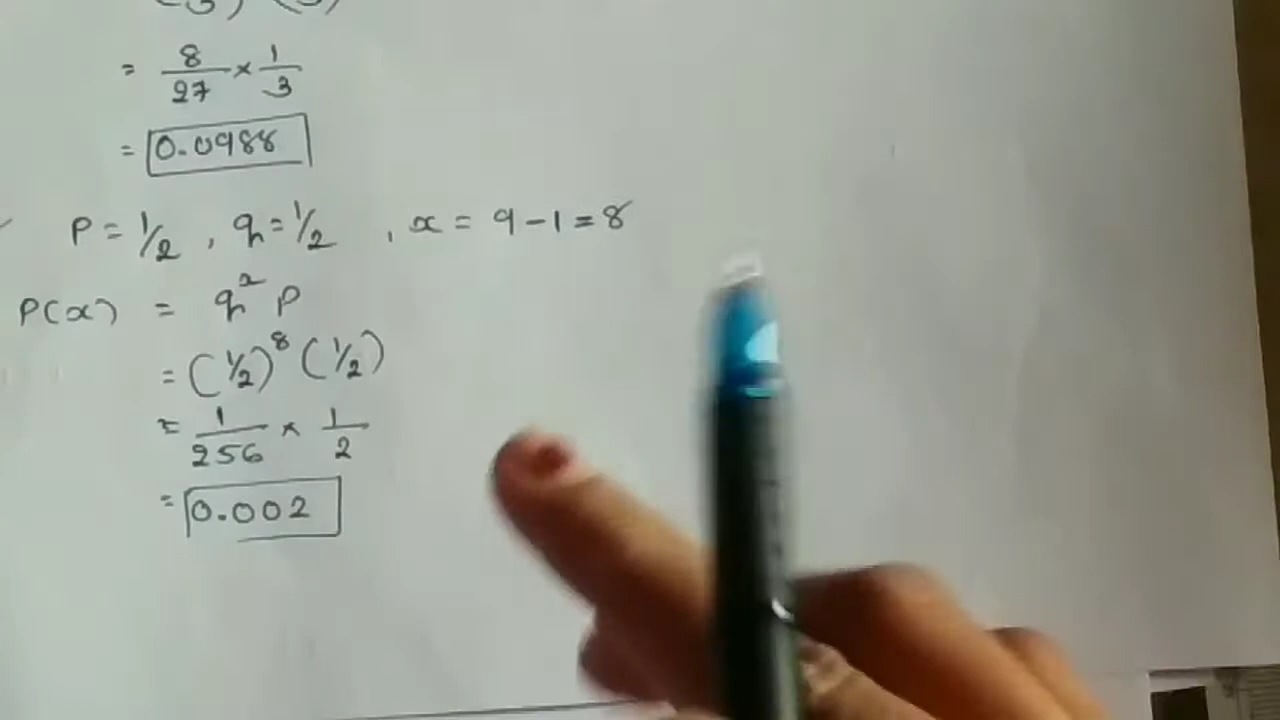 = 8/27 × 1/3
= 0.0988
P = 1/2 , q = 1/2 , x = 9 - 1 = 8
P(x) = q^x p
= (1/2)^8 (1/2)
= 1/256 × 1/2
= 0.002